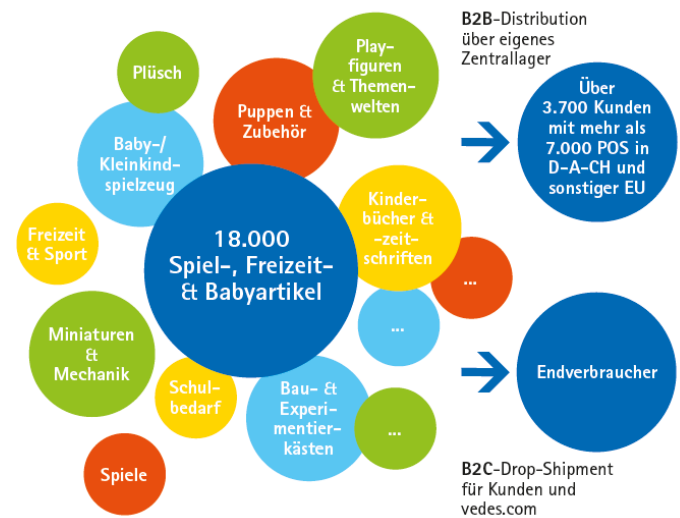 Plüsch
Play-
figuren
& Themen-
welten
Puppen &
Zubehör
Baby-/
Kleinkind-
spielzeug
Freizeit
& Sport
18.000
Spiel-, Freizeit-
& Babyartikel
Kinder-
bücher &
-zeit-
schriften
...
...
Miniaturen
&
Mechanik
Schul-
bedarf
Bau- &
Experi-
mentier-
kästen
...
Spiele
B2B-Distribution
über eigenes
Zentrallager
Über
3.700 Kunden
mit mehr als
7.000 POS in
D-A-CH und
sonstiger EU
Endverbraucher
B2C-Drop-Shipment
für Kunden und
vedes.com